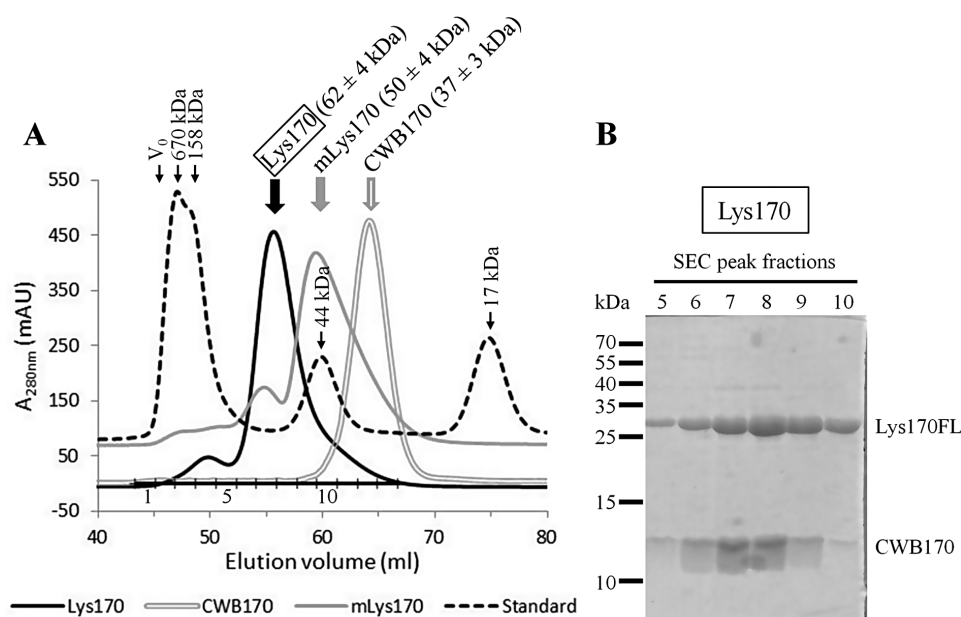 A
V₀
670 kDa
158 kDa
Lys170 (62 ± 4 kDa)
mLys170 (50 ± 4 kDa)
CWB170 (37 ± 3 kDa)
44 kDa
17 kDa
A280nm (mAU)
550
450
350
250
150
50
-50
1
5
10
40
50
60
70
80
Elution volume (ml)
Lys170
CWB170
mLys170
Standard
B
Lys170
SEC peak fractions
kDa 5 6 7 8 9 10
70
55
40
35
25
15
10
Lys170FL
CWB170